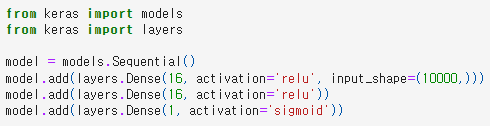 from keras import models
from keras import layers
model = models.Sequential()
model.add(layers.Dense(16, activation='relu', input_shape=(10000,)))
model.add(layers.Dense(16, activation='relu'))
model.add(layers.Dense(1, activation='sigmoid'))